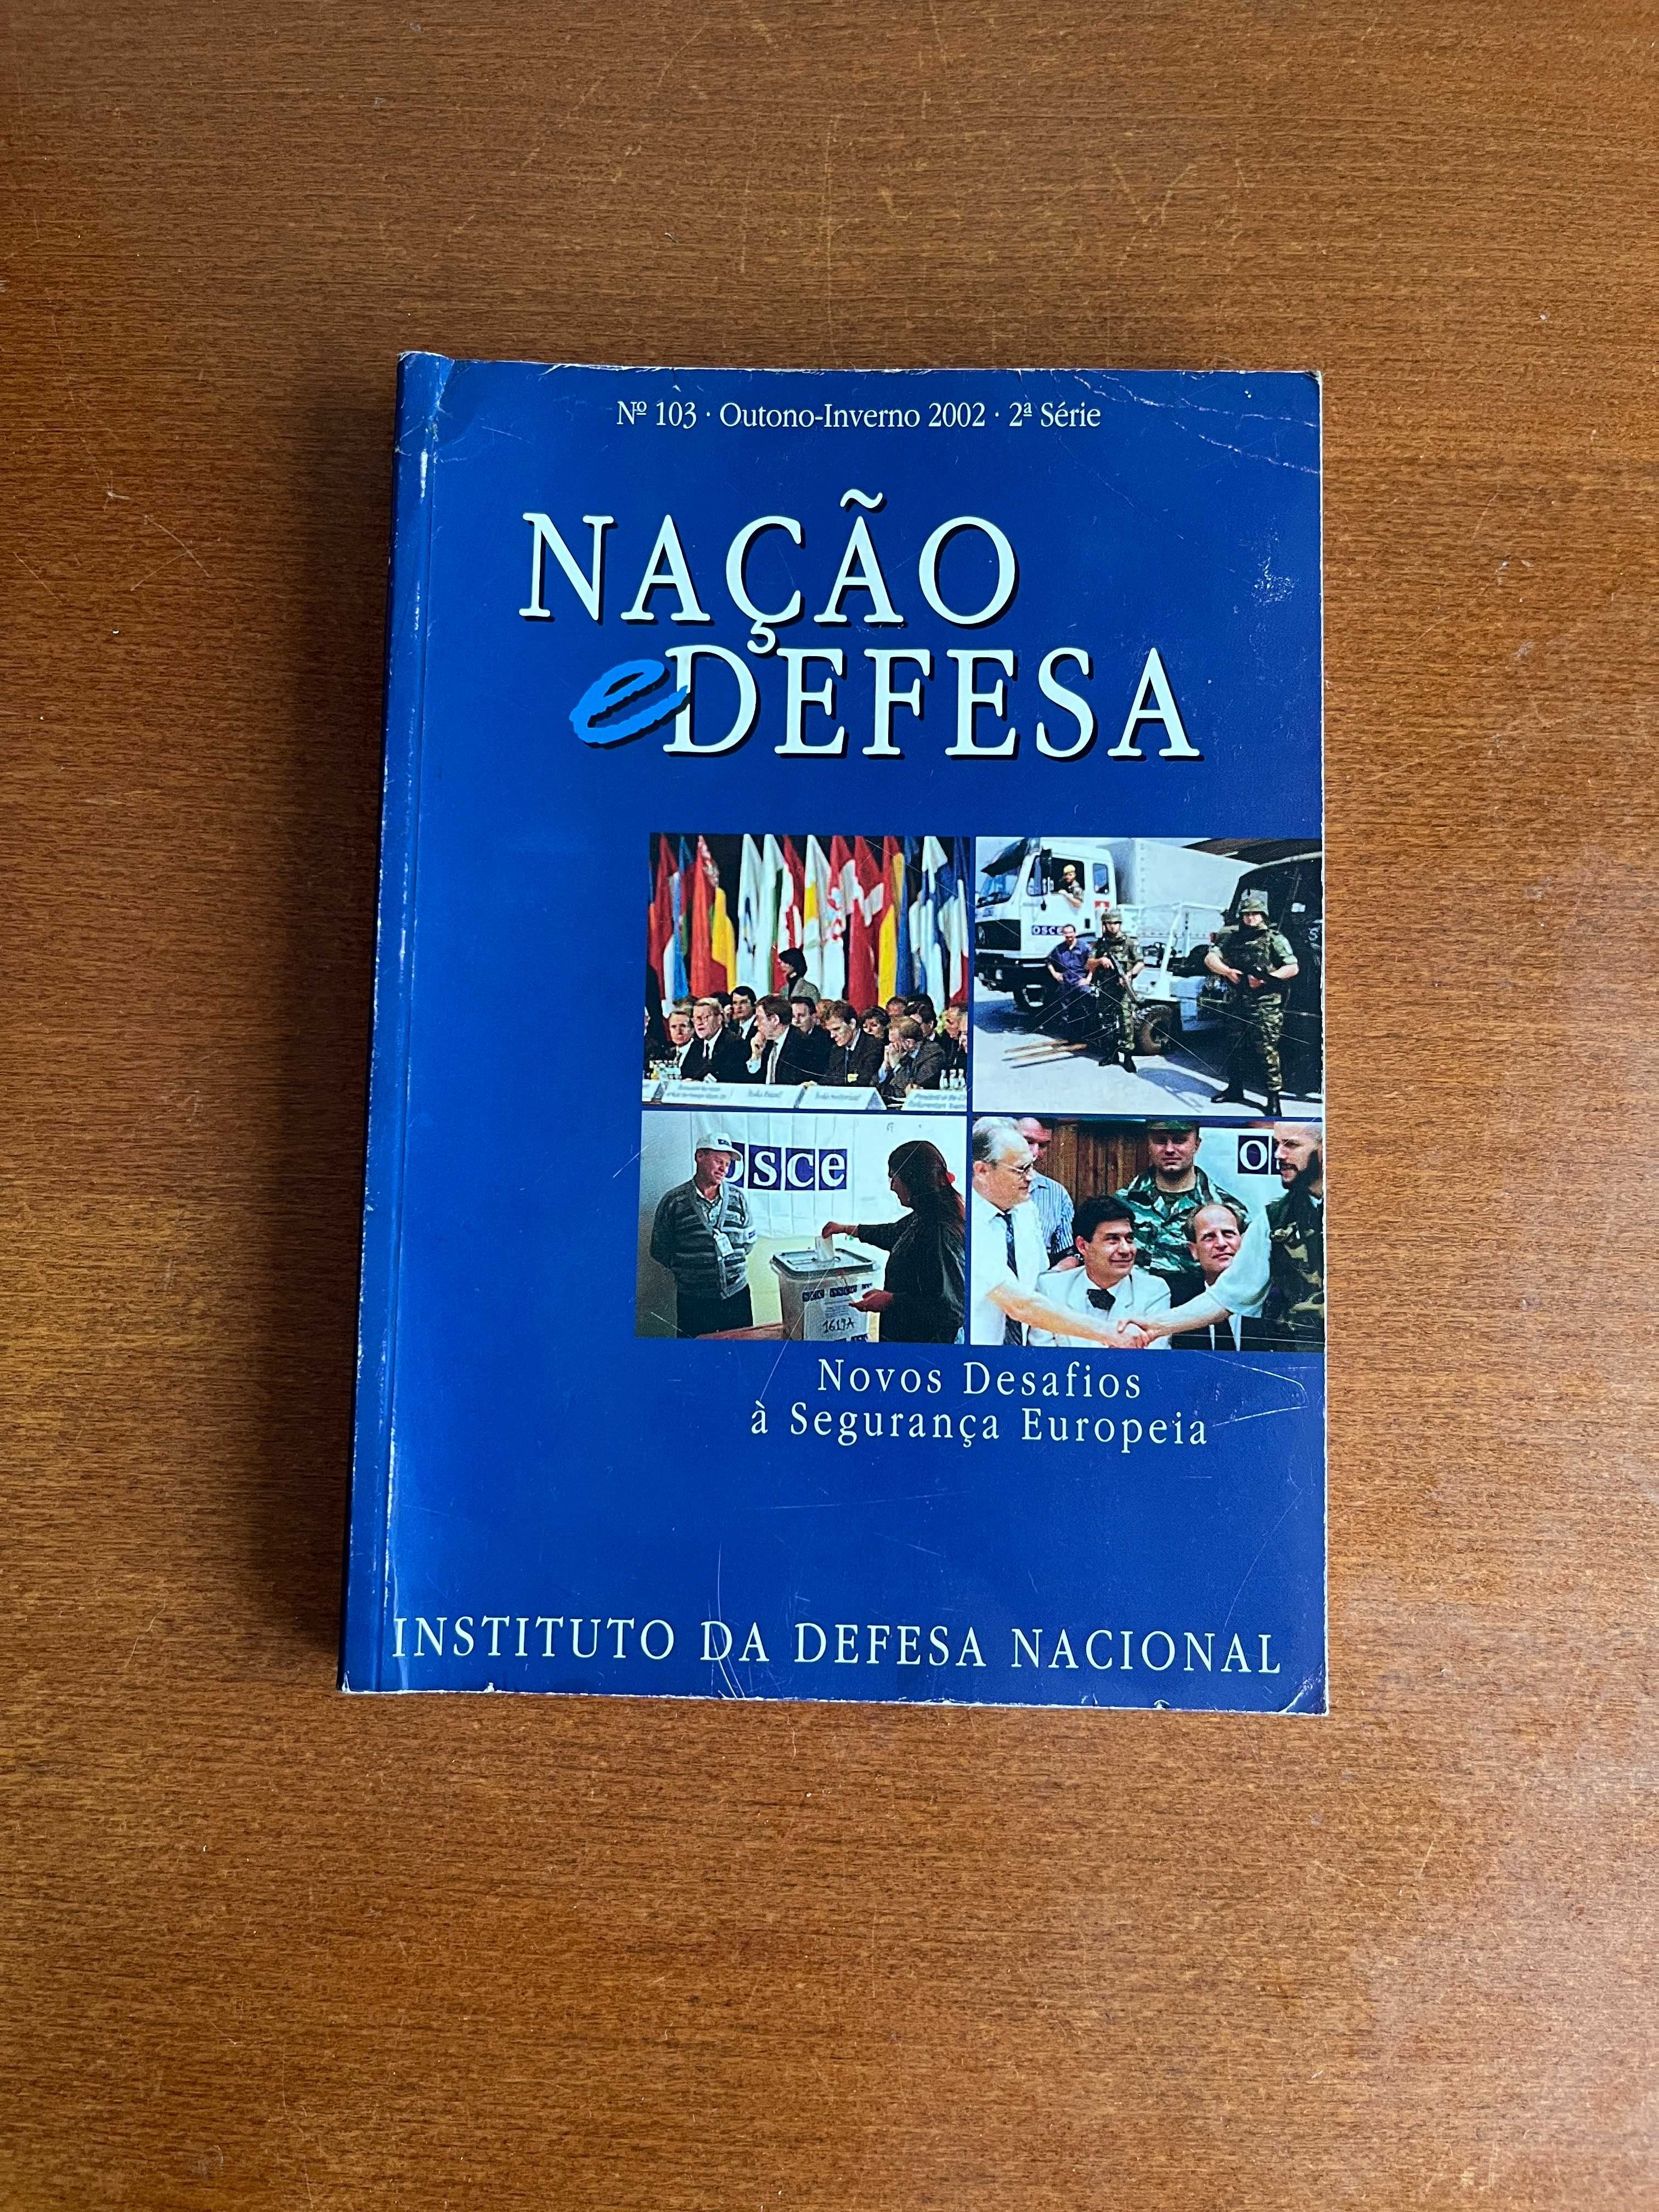 Nº 103 · Outono-Inverno 2002 · 2ª Série
NAÇÃO
e DEFESA
OSCE
osce
1619A
Novos Desafios
à Segurança Europeia
INSTITUTO DA DEFESA NACIONAL